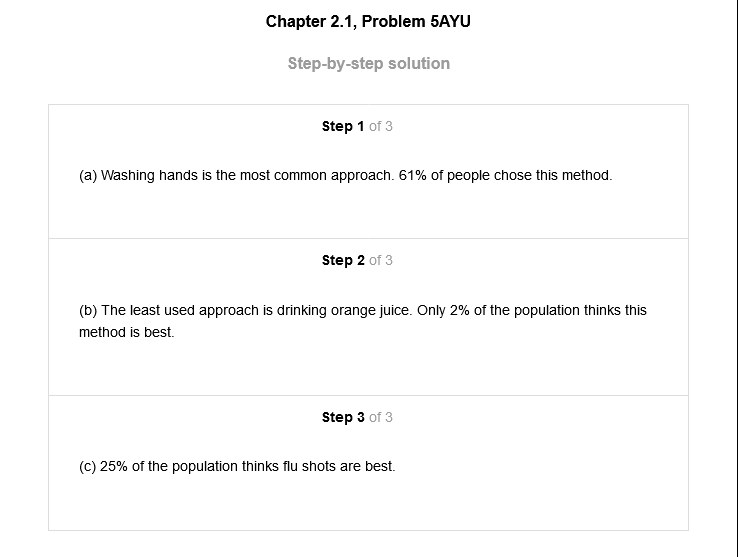 Chapter 2.1, Problem 5AYU
Step-by-step solution
Step 1 of 3
(a) Washing hands is the most common approach. 61% of people chose this method.
Step 2 of 3
(b) The least used approach is drinking orange juice. Only 2% of the population thinks this
method is best.
Step 3 of 3
(c) 25% of the population thinks flu shots are best.